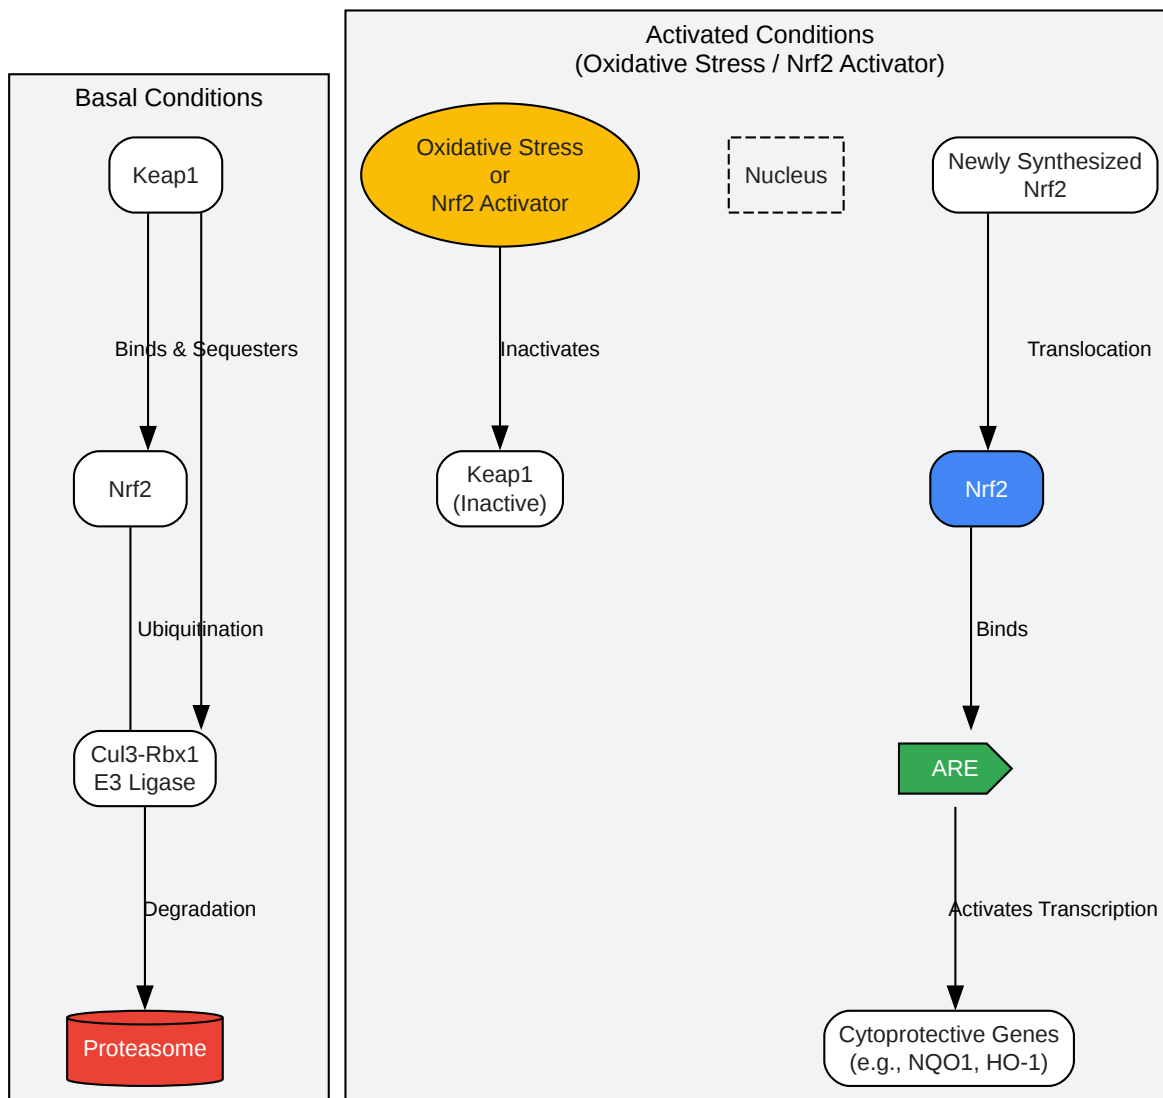 Basal Conditions
Keap1
Binds & Sequesters
Nrf2
Ubiquitination
Cul3-Rbx1
E3 Ligase
Degradation
Proteasome
Activated Conditions
(Oxidative Stress / Nrf2 Activator)
Oxidative Stress
or
Nrf2 Activator
Inactivates
Keap1
(Inactive)
Nucleus
Newly Synthesized
Nrf2
Translocation
Nrf2
Binds
ARE
Activates Transcription
Cytoprotective Genes
(e.g., NQO1, HO-1)